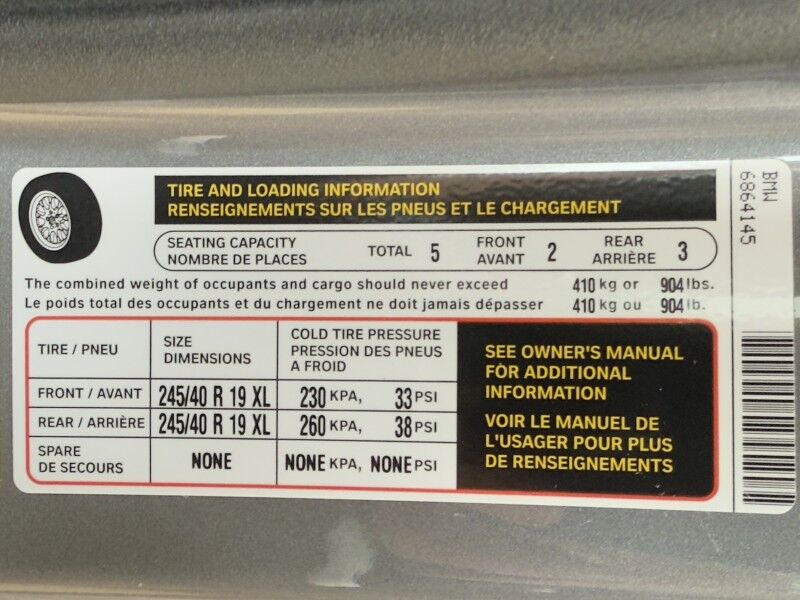 TIRE AND LOADING INFORMATION
RENSEIGNEMENTS SUR LES PNEUS ET LE CHARGEMENT
SEATING CAPACITY
NOMBRE DE PLACES
TOTAL 5
FRONT
AVANT
2
REAR
ARRIÈRE
3
The combined weight of occupants and cargo should never exceed 410 kg or 904 lbs.
Le poids total des occupants et du chargement ne doit jamais dépasser 410 kg ou 904 lb.
TIRE / PNEU
SIZE
DIMENSIONS
COLD TIRE PRESSURE
PRESSION DES PNEUS
A FROID
FRONT / AVANT 245/40 R 19 XL 230 KPA, 33 PSI
REAR / ARRIÈRE 245/40 R 19 XL 260 KPA, 38 PSI
SPARE
DE SECOURS
NONE NONE KPA, NONE PSI
SEE OWNER'S MANUAL
FOR ADDITIONAL
INFORMATION
VOIR LE MANUEL DE
L'USAGER POUR PLUS
DE RENSEIGNEMENTS
BMW
6864145